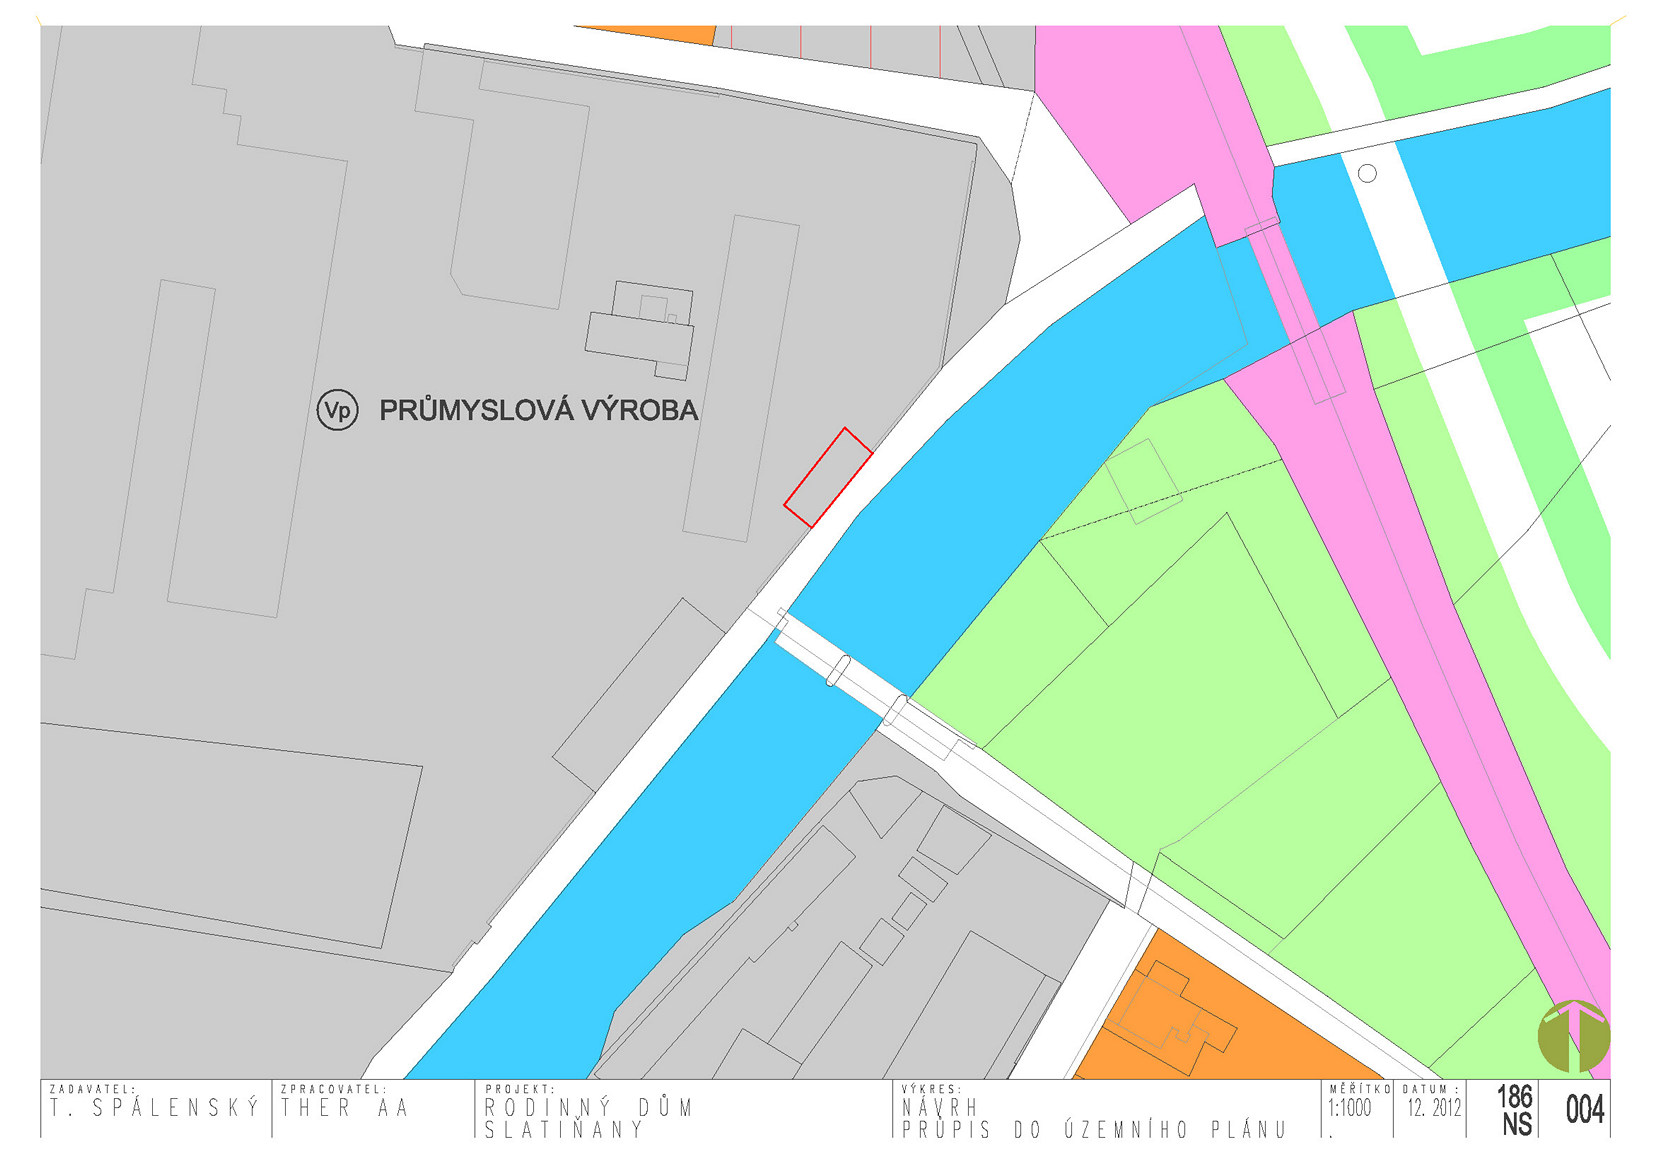 Vp PRŮMYSLOVÁ VÝROBA
ZADAVATEL:
T. SPÁLENSKÝ
ZPRACOVATEL:
THER AA
PROJEKT:
RODINNÝ DŮM
SLATIŇANY
VÝKRES:
NÁVRH
PRŮPIS DO ÚZEMNÍHO PLÁNU
MĚŘÍTKO
1:1000
.
DATUM :
12. 2012
186
NS
004